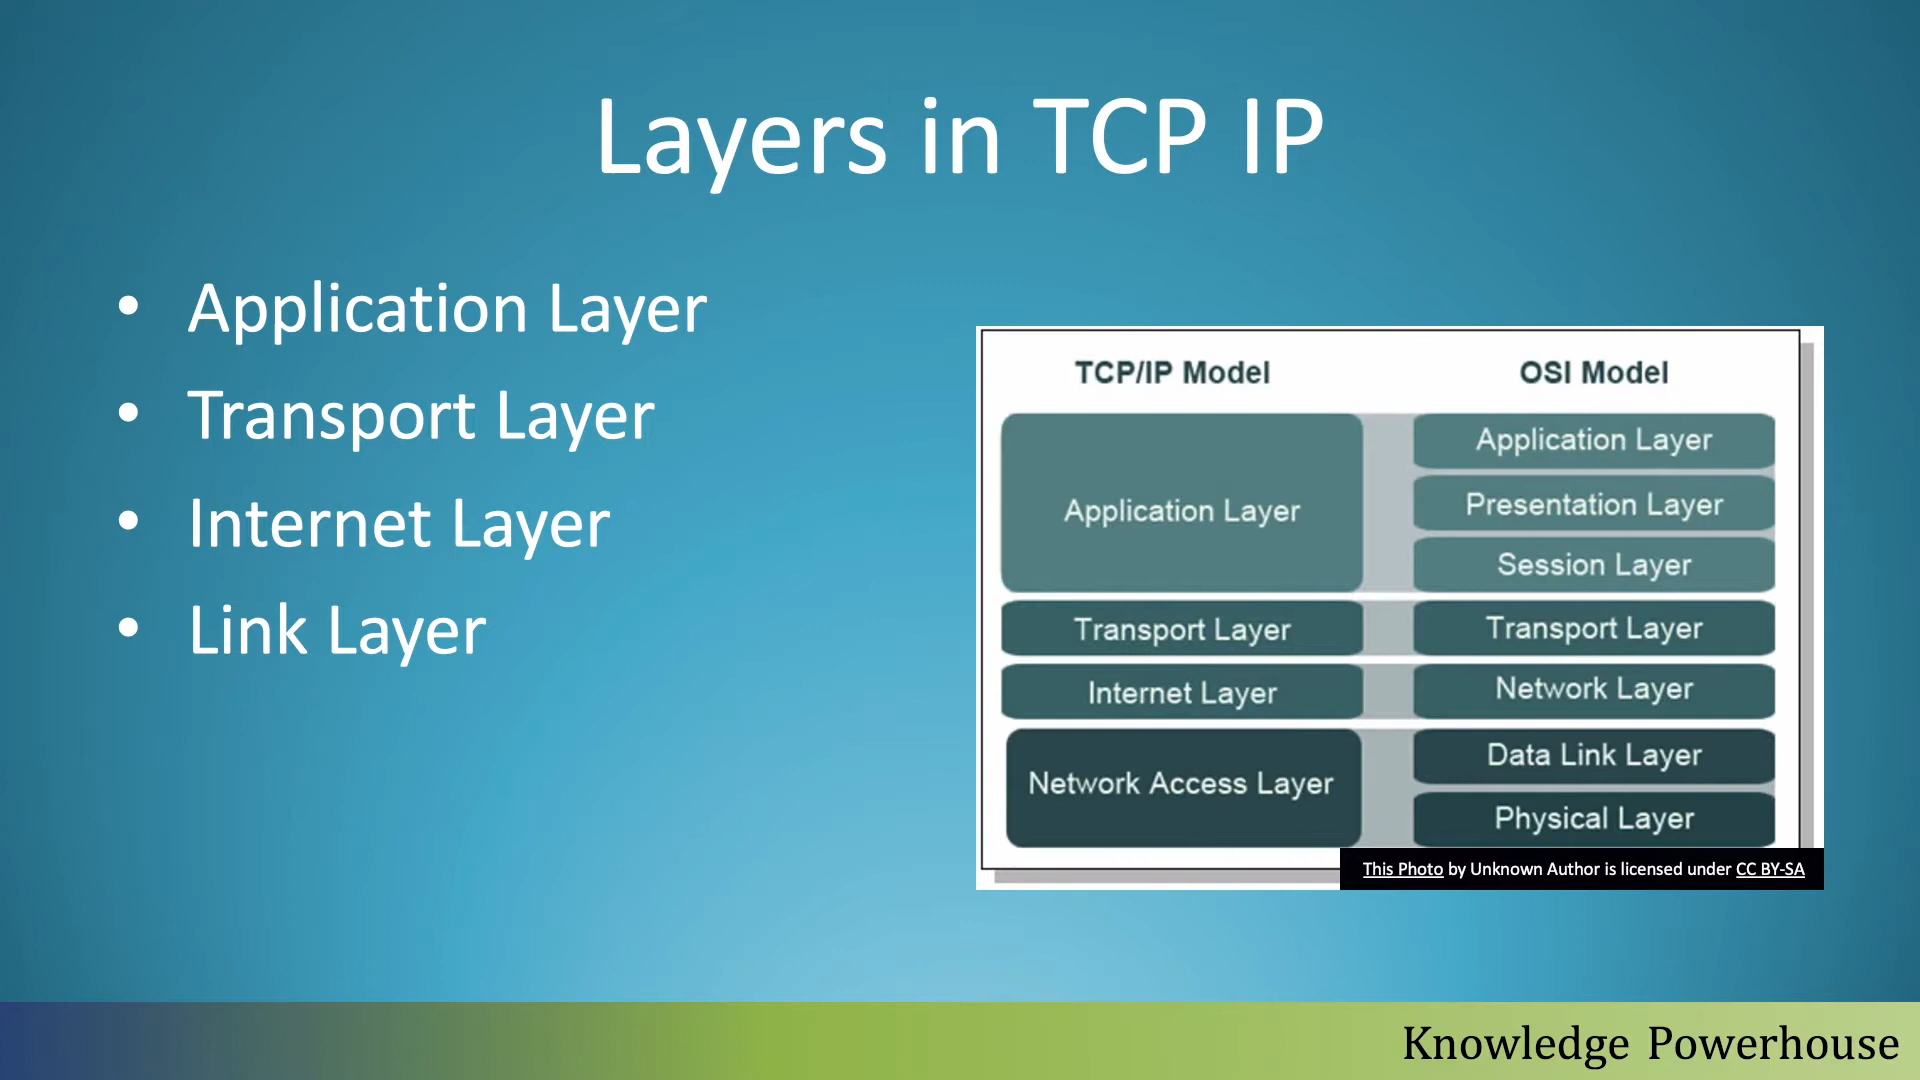 Layers in TCP IP
• Application Layer
• Transport Layer
• Internet Layer
• Link Layer
TCP/IP Model
Application Layer
Transport Layer
Internet Layer
Network Access Layer
OSI Model
Application Layer
Presentation Layer
Session Layer
Transport Layer
Network Layer
Data Link Layer
Physical Layer
This Photo by Unknown Author is licensed under CC BY-SA
Knowledge Powerhouse